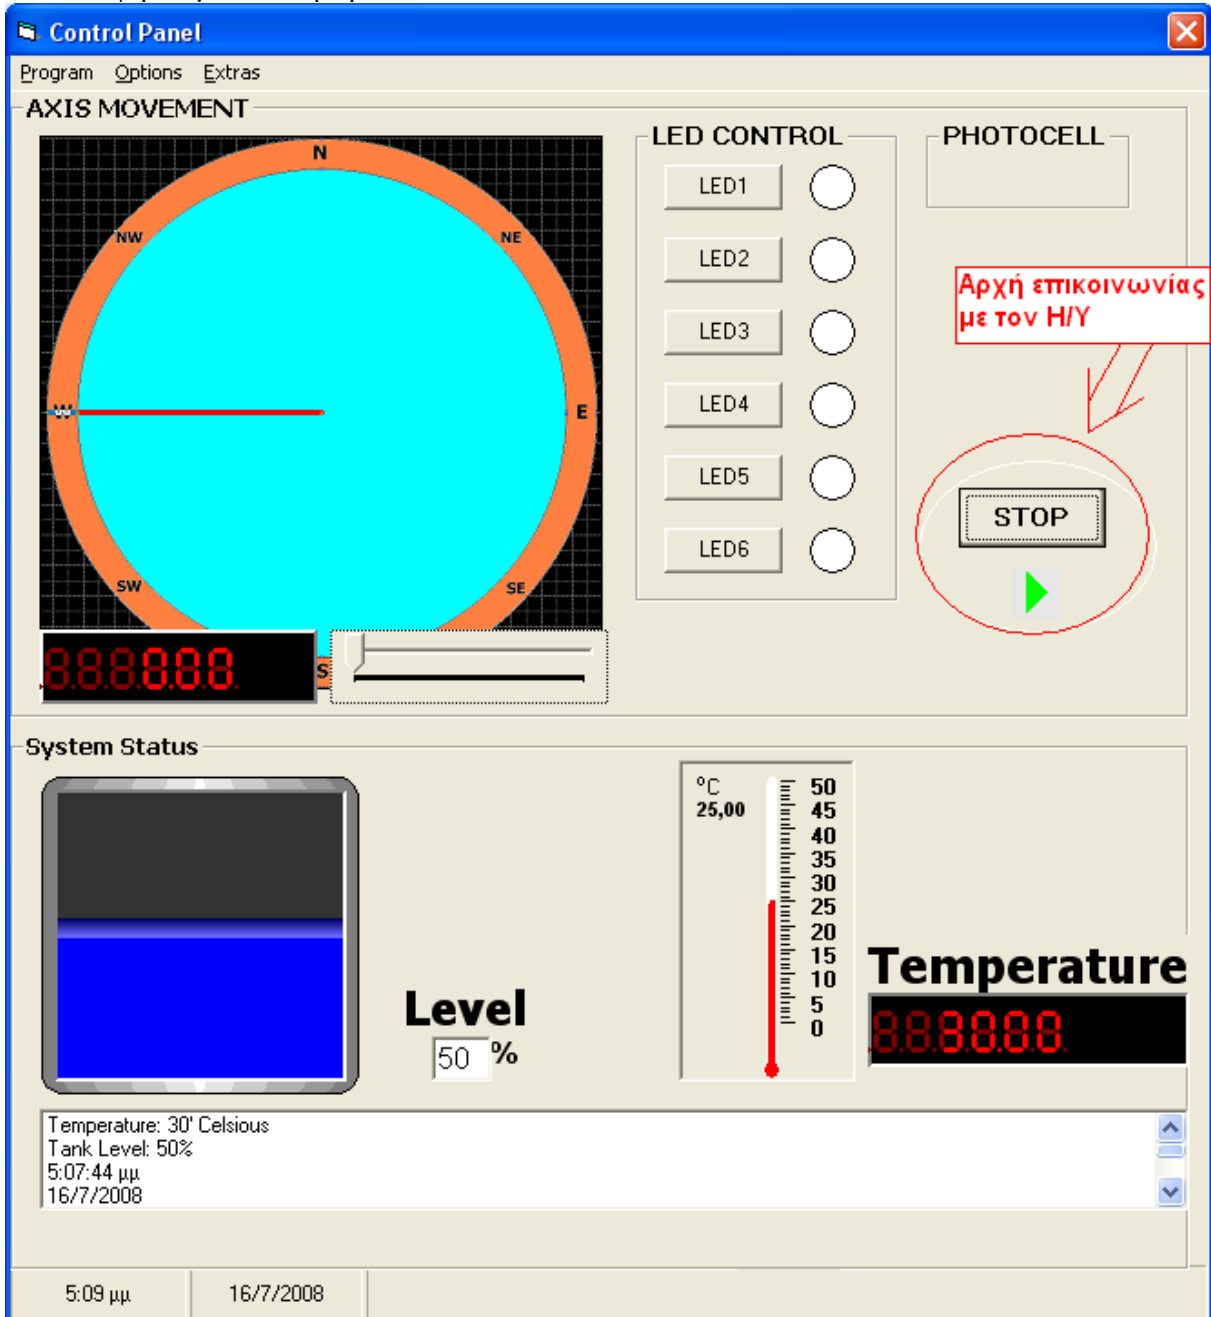 Control Panel
Program Options Extras
AXIS MOVEMENT
N
NW
NE
W
E
SW
SE
S
LED CONTROL
LED1
LED2
LED3
LED4
LED5
LED6
PHOTOCELL
Αρχή επικοινωνίας
με τον Η/Υ
STOP
System Status
Level
50 %
°C
25,00
50
45
40
35
30
25
20
15
10
5
0
Temperature
Temperature: 30' Celsious
Tank Level: 50%
5:07:44 μμ
16/7/2008
5:09 μμ
16/7/2008